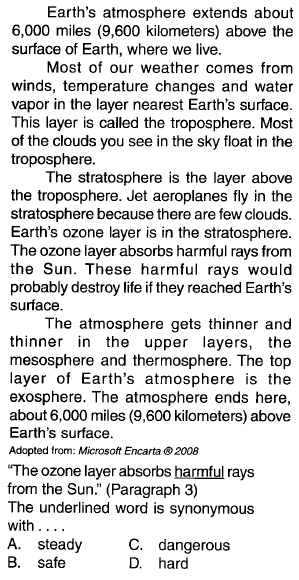 Earth's atmosphere extends about
6,000 miles (9,600 kilometers) above the
surface of Earth, where we live.
Most of our weather comes from
winds, temperature changes and water
vapor in the layer nearest Earth's surface.
This layer is called the troposphere. Most
of the clouds you see in the sky float in the
troposphere.
The stratosphere is the layer above
the troposphere. Jet aeroplanes fly in the
stratosphere because there are few clouds.
Earth's ozone layer is in the stratosphere.
The ozone layer absorbs harmful rays from
the Sun. These harmful rays would
probably destroy life if they reached Earth's
surface.
The atmosphere gets thinner and
thinner in the upper layers, the
mesosphere and thermosphere. The top
layer of Earth's atmosphere is the
exosphere. The atmosphere ends here,
about 6,000 miles (9,600 kilometers) above
Earth's surface.
Adopted from: Microsoft Encarta ® 2008
"The ozone layer absorbs harmful rays
from the Sun." (Paragraph 3)
The underlined word is synonymous
with . . . .
A. steady C. dangerous
B. safe D. hard